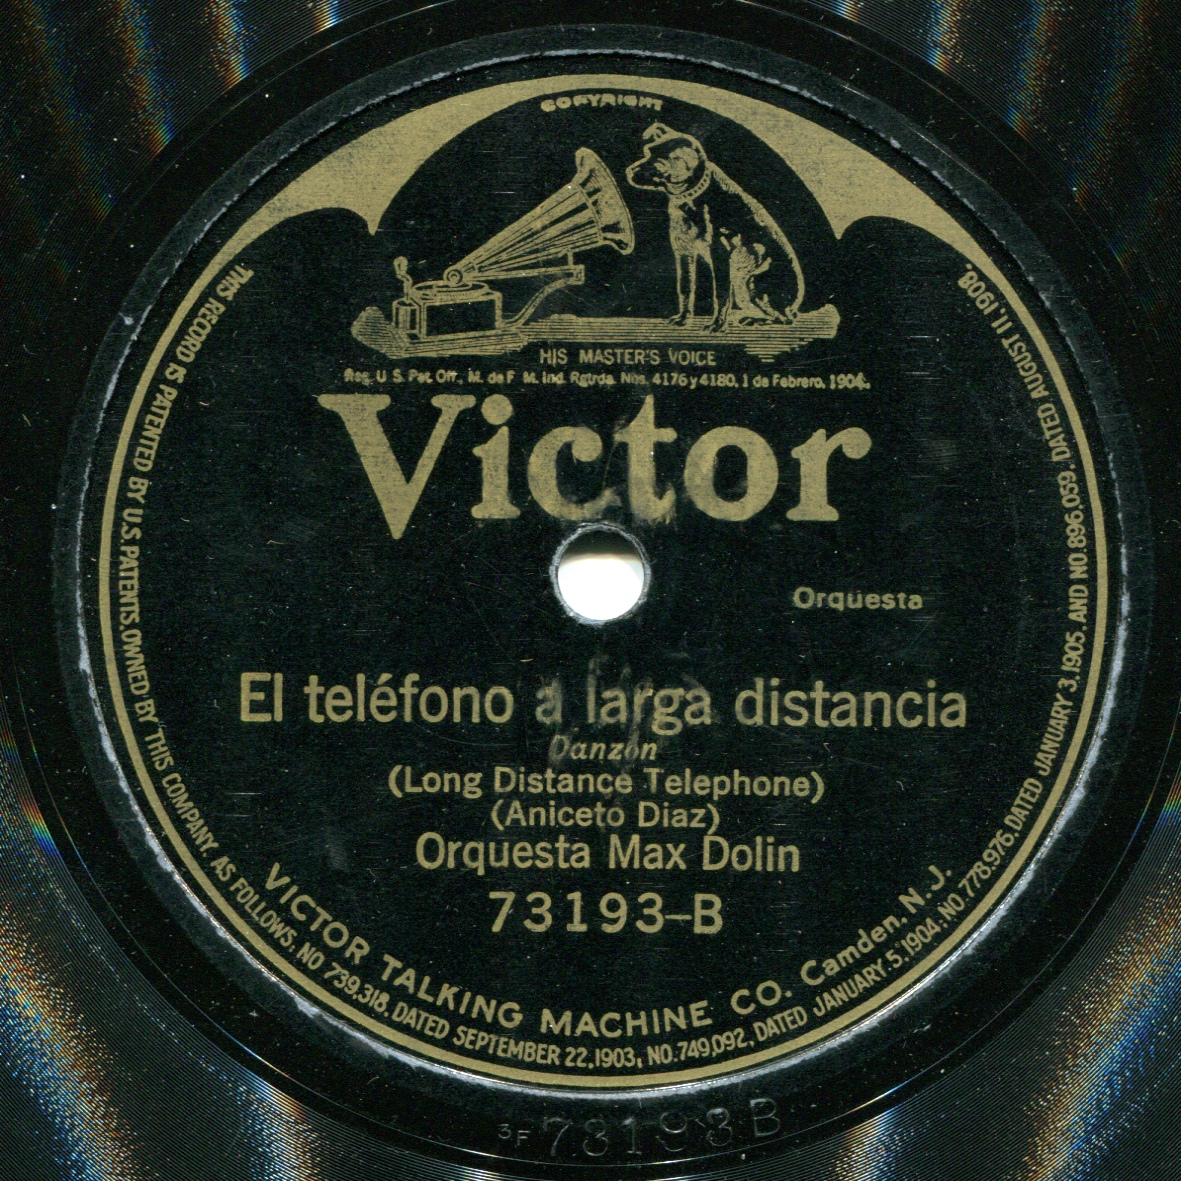 COPYRIGHT
HIS MASTER'S VOICE
Reg. U S. Pat. Off., M. de F M. Ind. Rgtrda. Nos. 4176 y 4180, 1 de Febrero, 1904.
Victor
Orquesta
El teléfono a larga distancia
Danzón
(Long Distance Telephone)
(Aniceto Diaz)
Orquesta Max Dolin
73193-B
VICTOR TALKING MACHINE CO. Camden, N.J.
THIS RECORD IS PATENTED BY U.S. PATENTS, OWNED BY THIS COMPANY. AS FOLLOWS. NO 739,318, DATED SEPTEMBER 22, 1903, NO. 749,092, DATED JANUARY 5, 1904; NO. 778,976. DATED JANUARY 3, 1905. AND NO. 896,059. DATED AUGUST 11, 1908.
3F 73193 B